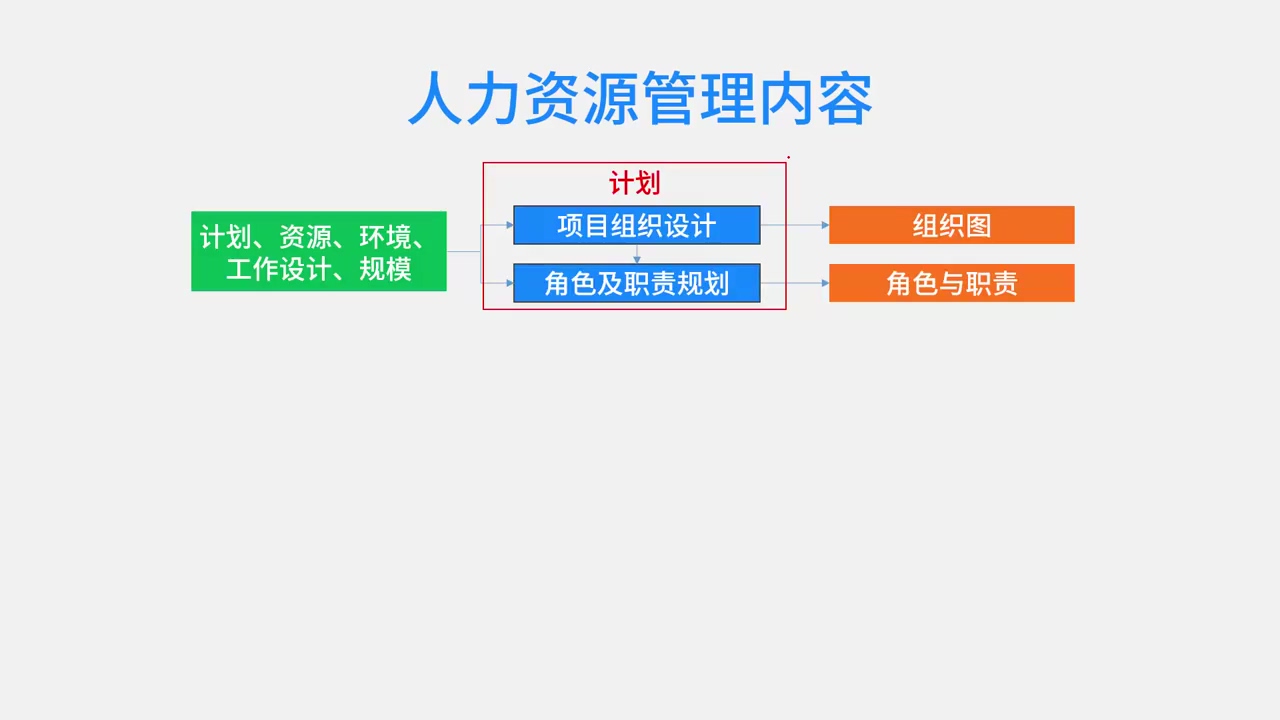 人力资源管理内容
计划
计划、资源、环境、
工作设计、规模
项目组织设计
组织图
角色及职责规划
角色与职责